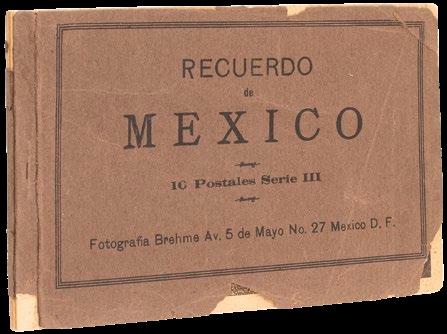 RECUERDO
de
MEXICO
10 Postales Serie III
Fotografia Brehme Av. 5 de Mayo No. 27 Mexico D. F.